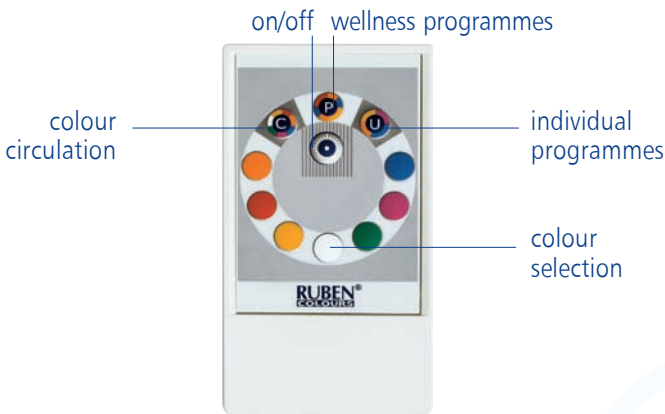 on/off wellness programmes
colour
circulation
C
P
U
individual
programmes
colour
selection
RUBEN®
COLOURS